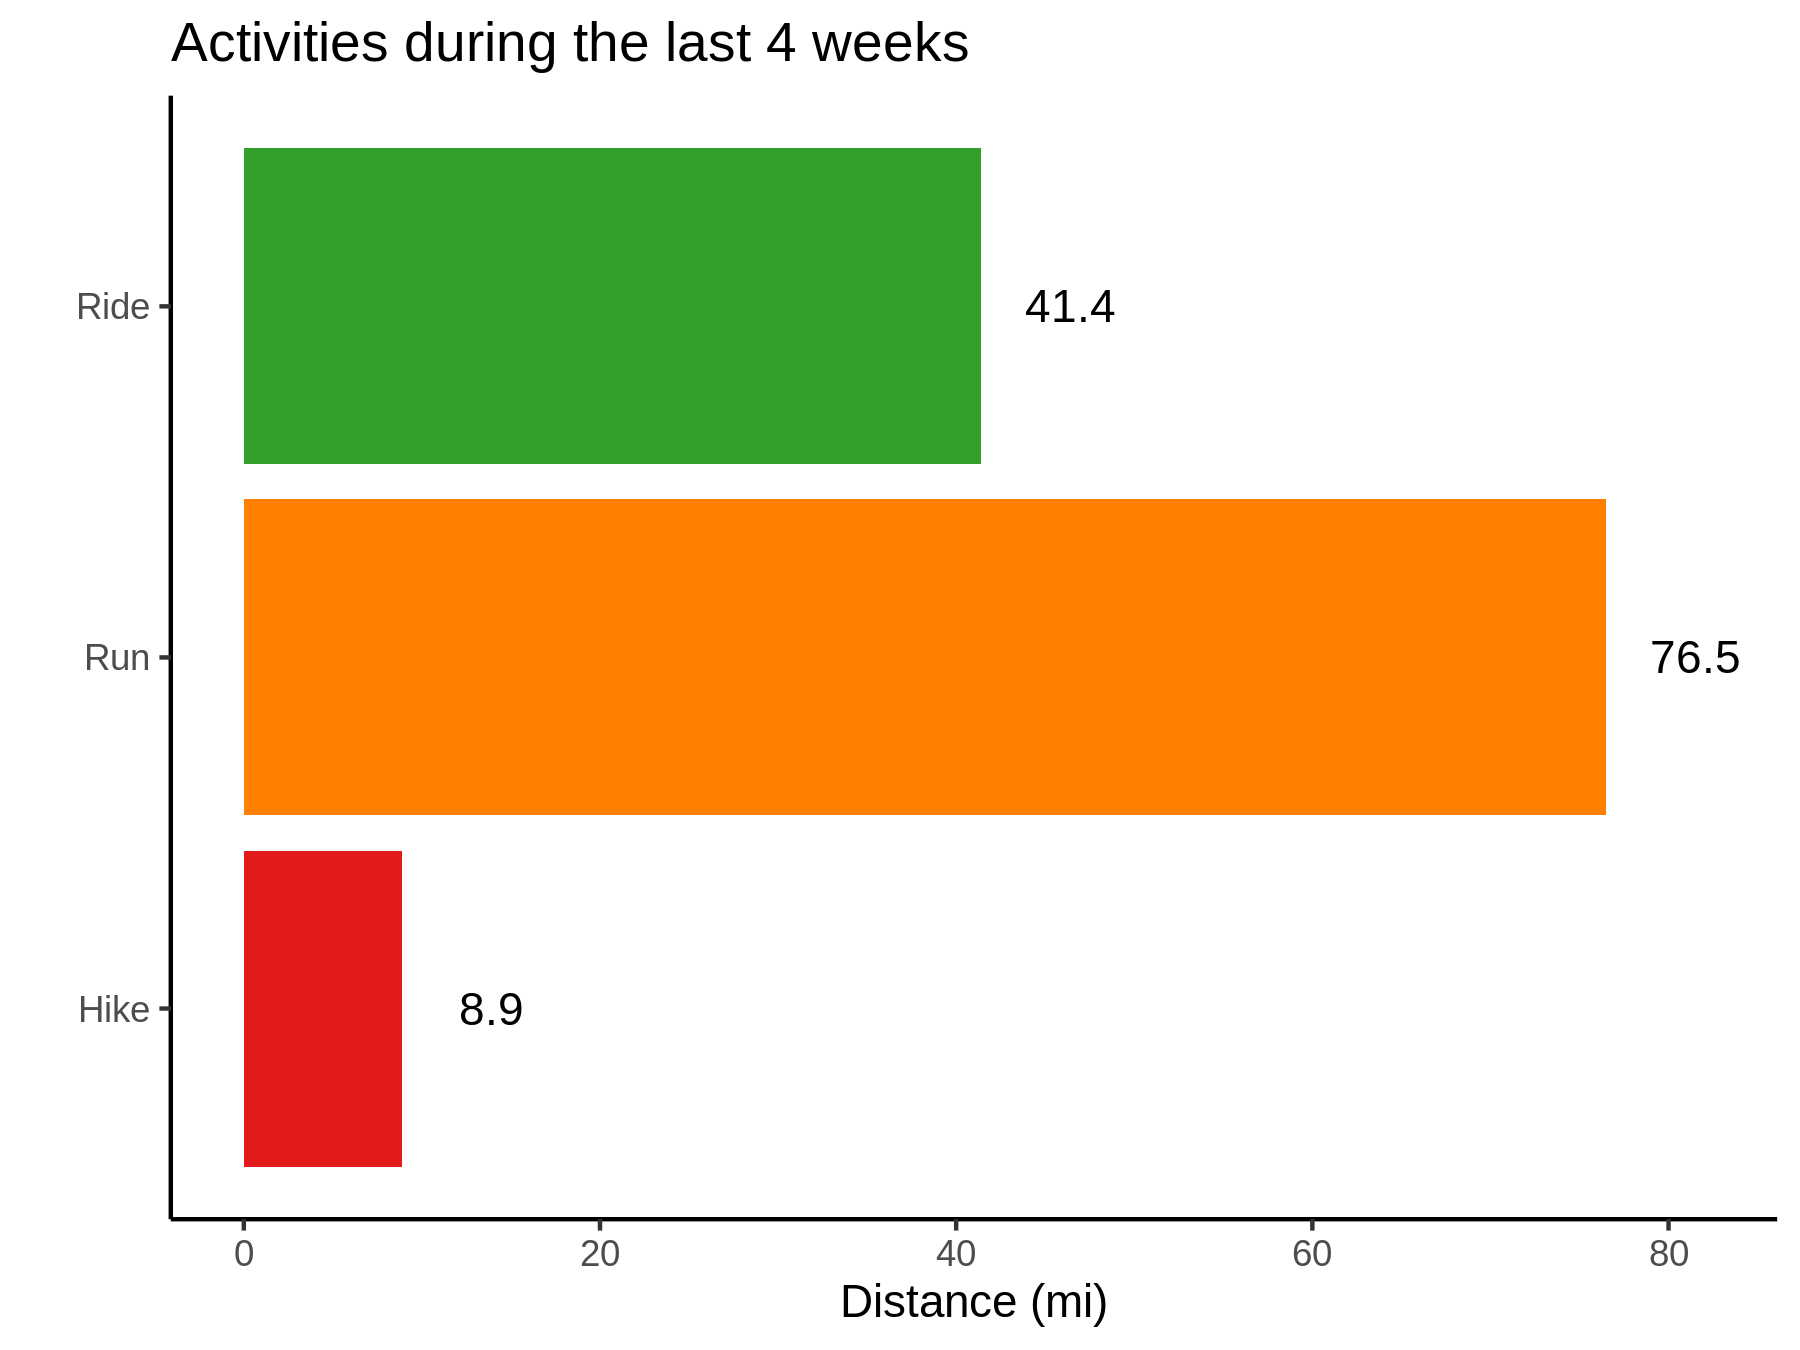 Activities during the last 4 weeks
Ride
41.4
Run
76.5
Hike
8.9
0 20 40 60 80
Distance (mi)